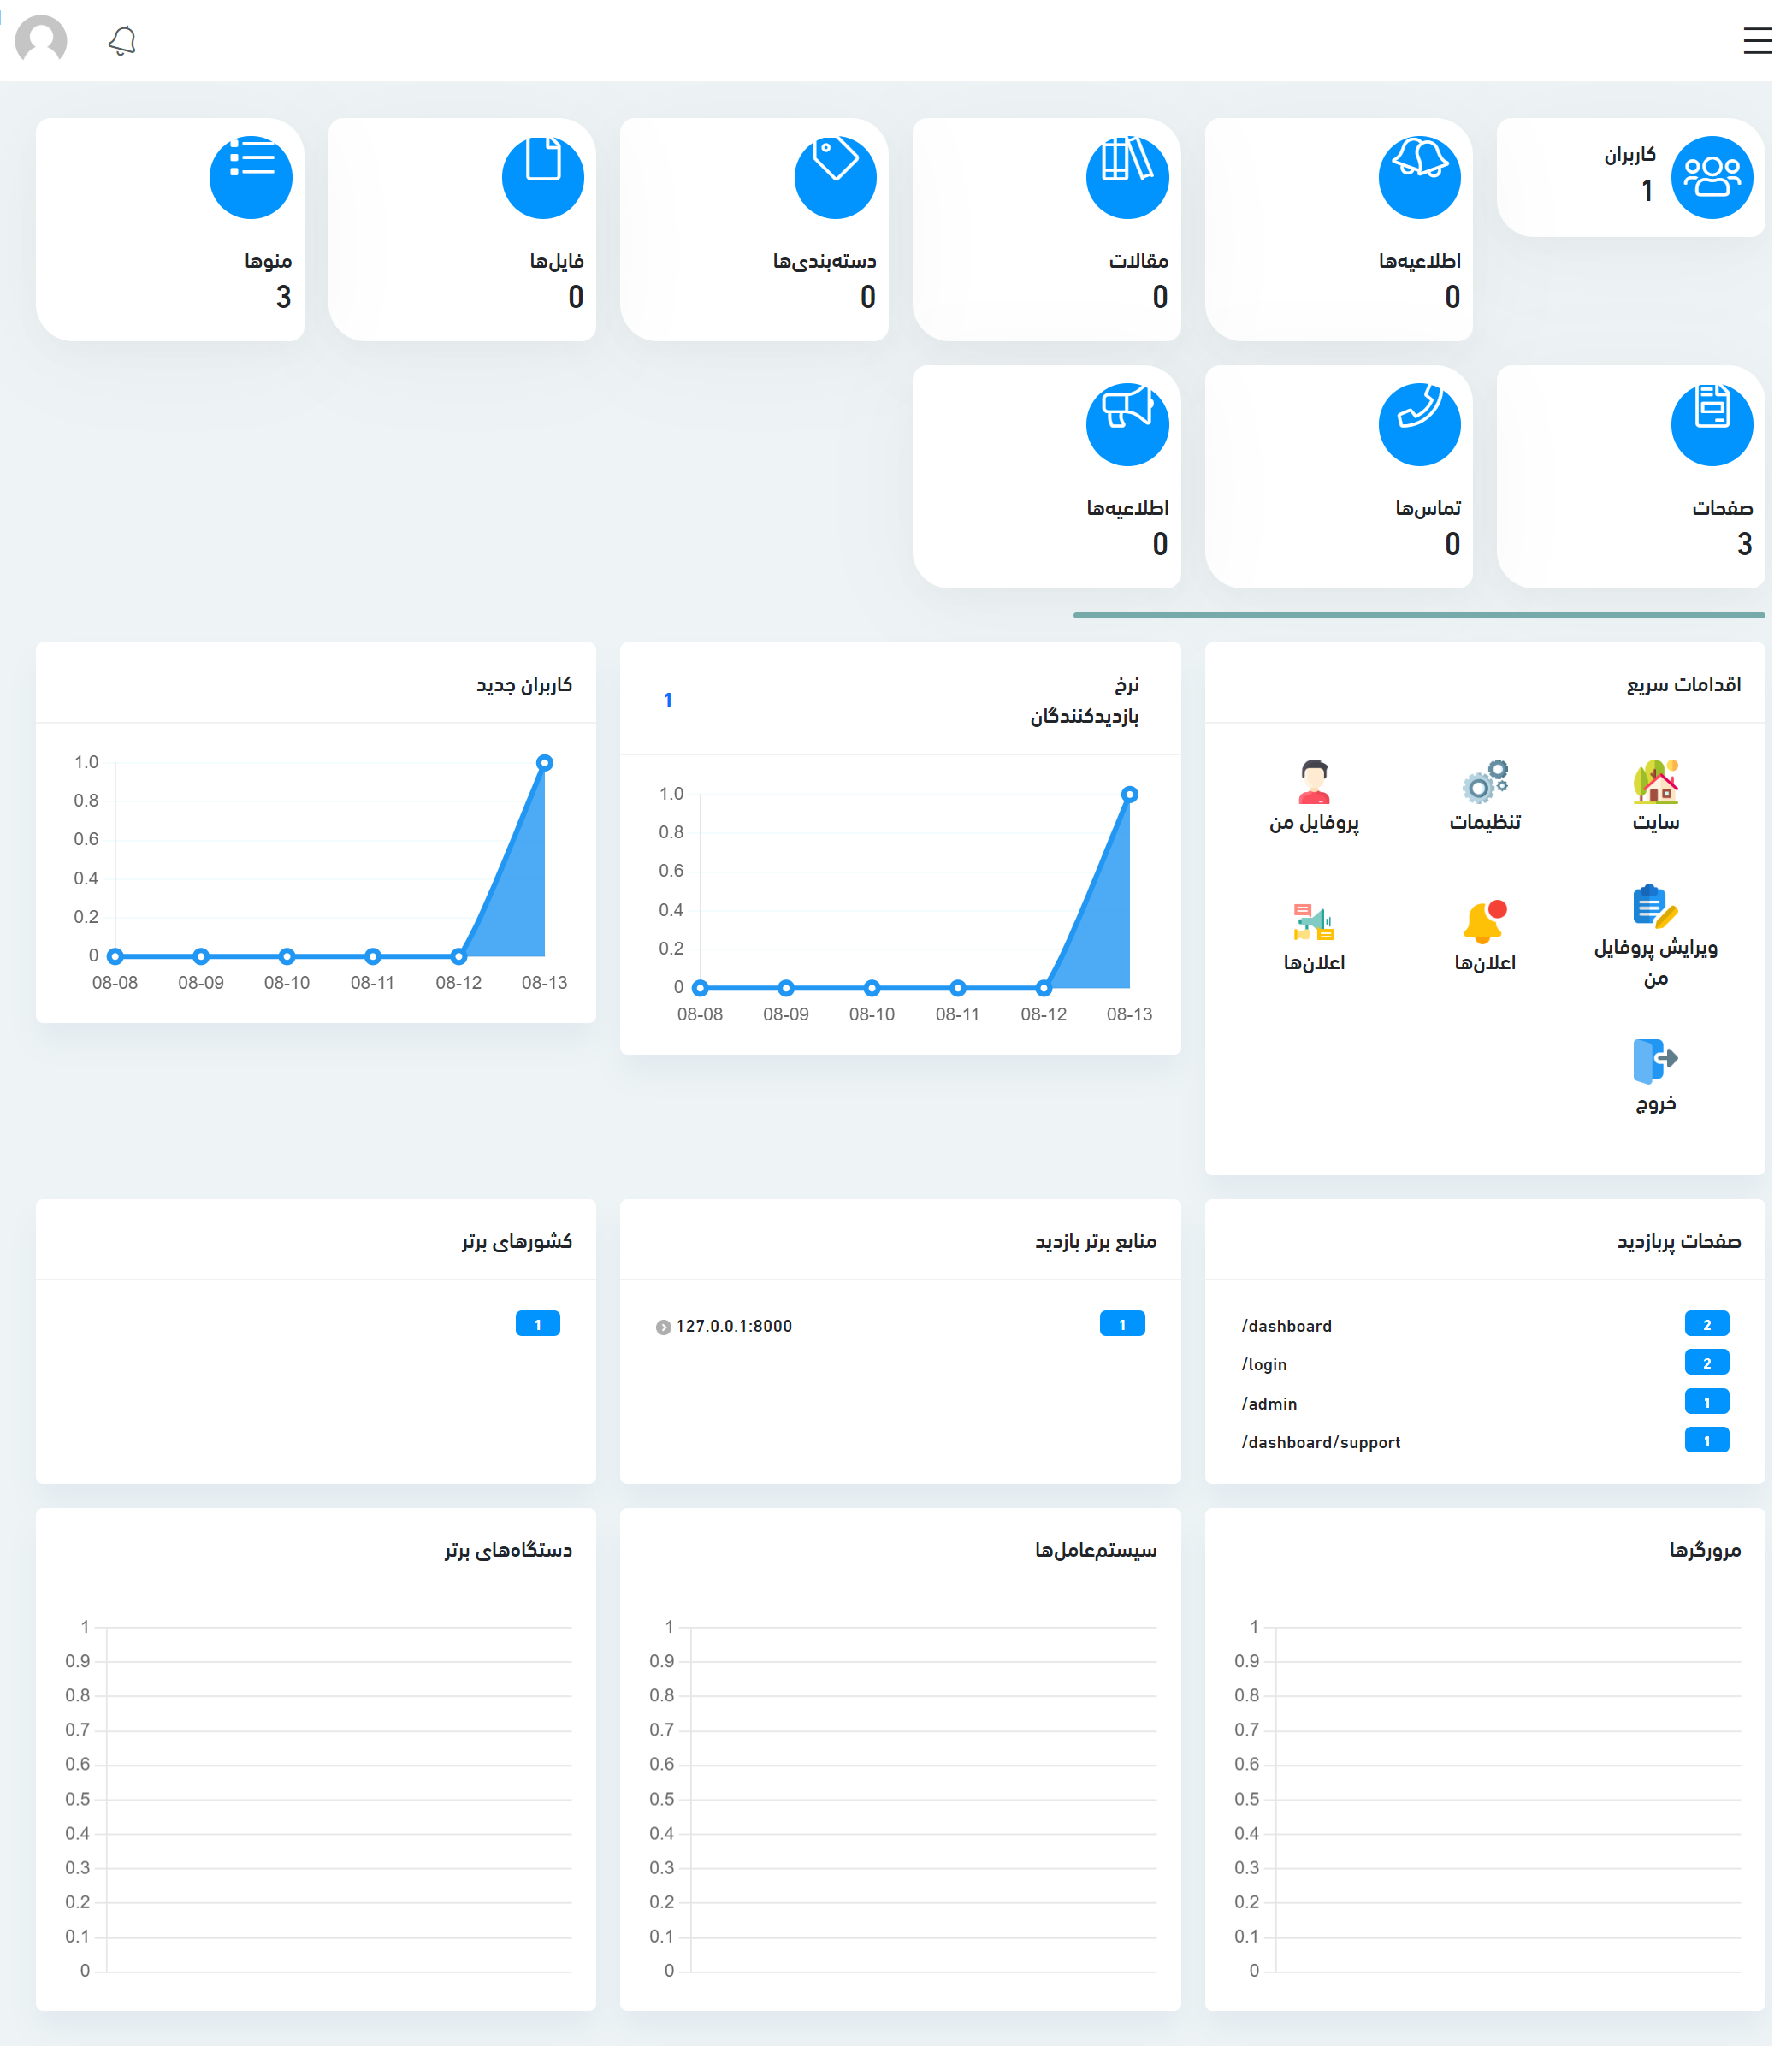 کاربران
1
اطلاعیه‌ها
0
مقالات
0
دسته‌بندی‌ها
0
فایل‌ها
0
منوها
3
صفحات
3
تماس‌ها
0
اطلاعیه‌ها
0
اقدامات سریع
سایت
تنظیمات
پروفایل من
ویرایش پروفایل
من
اعلان‌ها
اعلان‌ها
خروج
نرخ
بازدیدکنندگان
1
1.0
0.8
0.6
0.4
0.2
0
08-08 08-09 08-10 08-11 08-12 08-13
کاربران جدید
1.0
0.8
0.6
0.4
0.2
0
08-08 08-09 08-10 08-11 08-12 08-13
صفحات پربازدید
/dashboard 2
/login 2
/admin 1
/dashboard/support 1
منابع برتر بازدید
127.0.0.1:8000 1
کشورهای برتر
1
مرورگرها
1
0.9
0.8
0.7
0.6
0.5
0.4
0.3
0.2
0.1
0
سیستم‌عامل‌ها
1
0.9
0.8
0.7
0.6
0.5
0.4
0.3
0.2
0.1
0
دستگاه‌های برتر
1
0.9
0.8
0.7
0.6
0.5
0.4
0.3
0.2
0.1
0